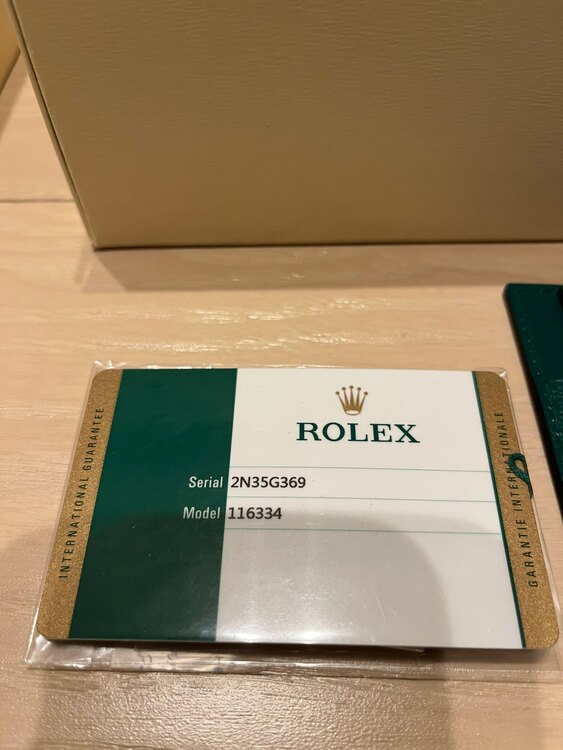 INTERNATIONAL GUARANTEE
ROLEX
Serial 2N35G369
Model 116334
GARANTIE INTERNATIONALE